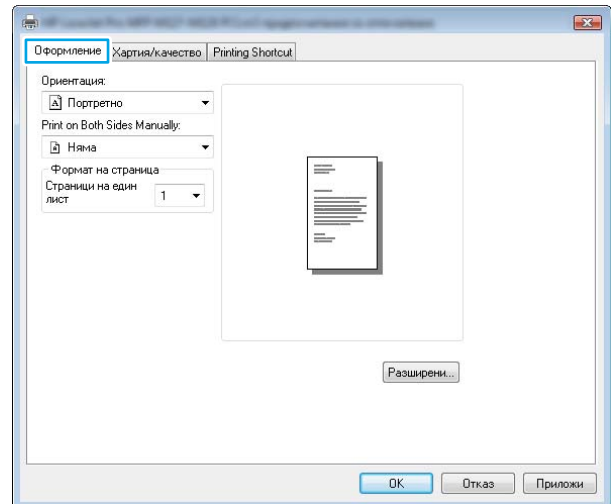 Оформление Хартия/качество Printing Shortcut
Ориентация:
Портретно
Print on Both Sides Manually:
Няма
Формат на страница
Страници на един
лист 1
Разширени...
OK Отказ Приложи